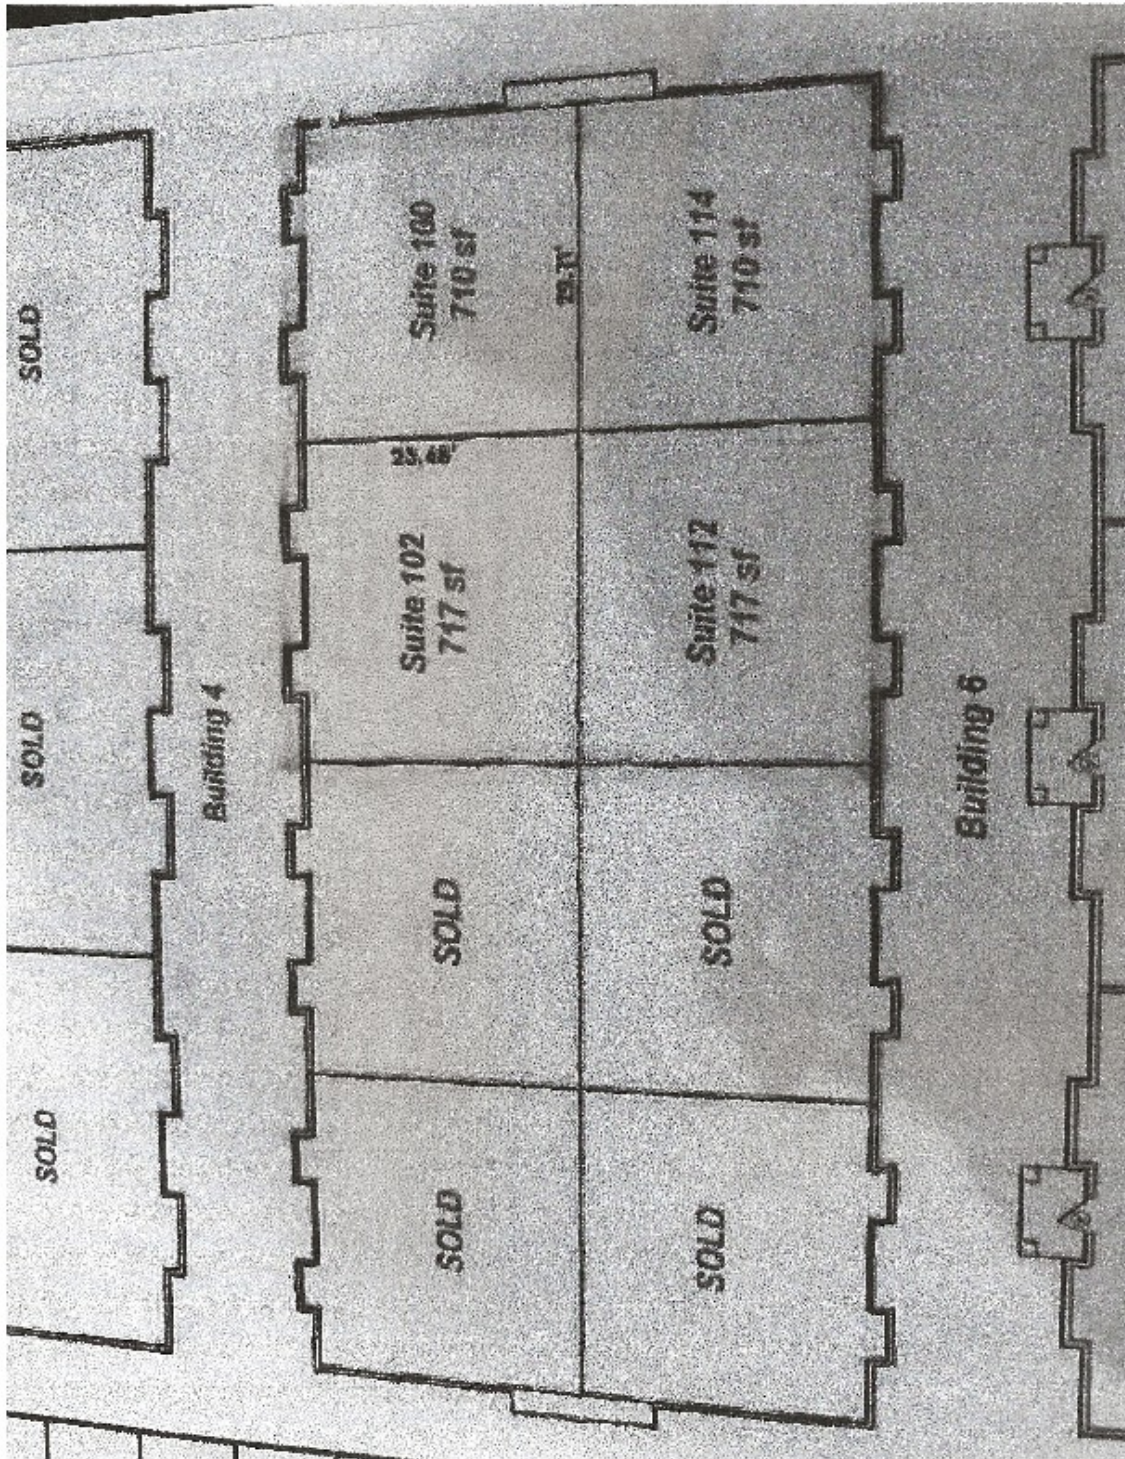 SOLD
SOLD
SOLD
Building 4
Suite 100
710 sf
Suite 102
717 sf
SOLD
SOLD
Suite 114
710 sf
Suite 112
717 sf
SOLD
SOLD
Building 6